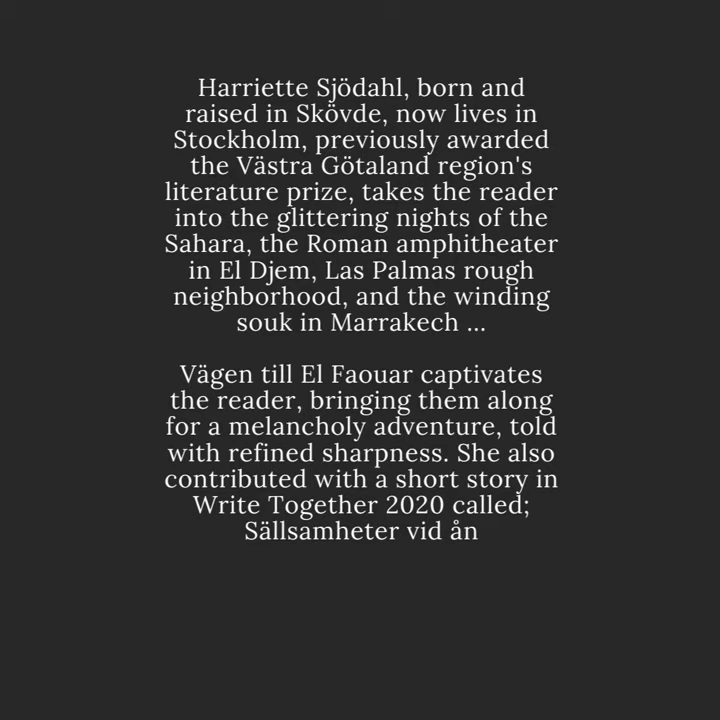 Harriette Sjödahl, born and
raised in Skövde, now lives in
Stockholm, previously awarded
the Västra Götaland region's
literature prize, takes the reader
into the glittering nights of the
Sahara, the Roman amphitheater
in El Djem, Las Palmas rough
neighborhood, and the winding
souk in Marrakech ...
Vägen till El Faouar captivates
the reader, bringing them along
for a melancholy adventure, told
with refined sharpness. She also
contributed with a short story in
Write Together 2020 called;
Sällsamheter vid ån